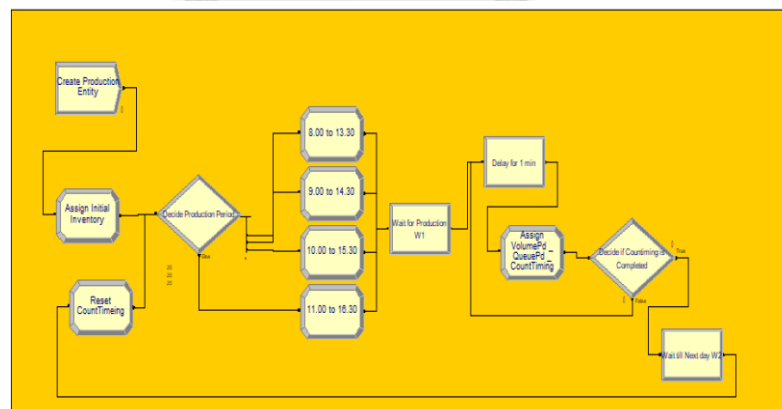 Create Production
Entity
Assign Initial
Inventory
Reset
CountTimeing
Decide Production Period
Else
8.00 to 13.30
9.00 to 14.30
10.00 to 15.30
11.00 to 16.30
Wait for Production
W1
Delay for 1 min
Assign
VolumePd _
QueuePd _
CountTiming
Decide if Countiming is
Completed
True
False
Wait till Next day W2